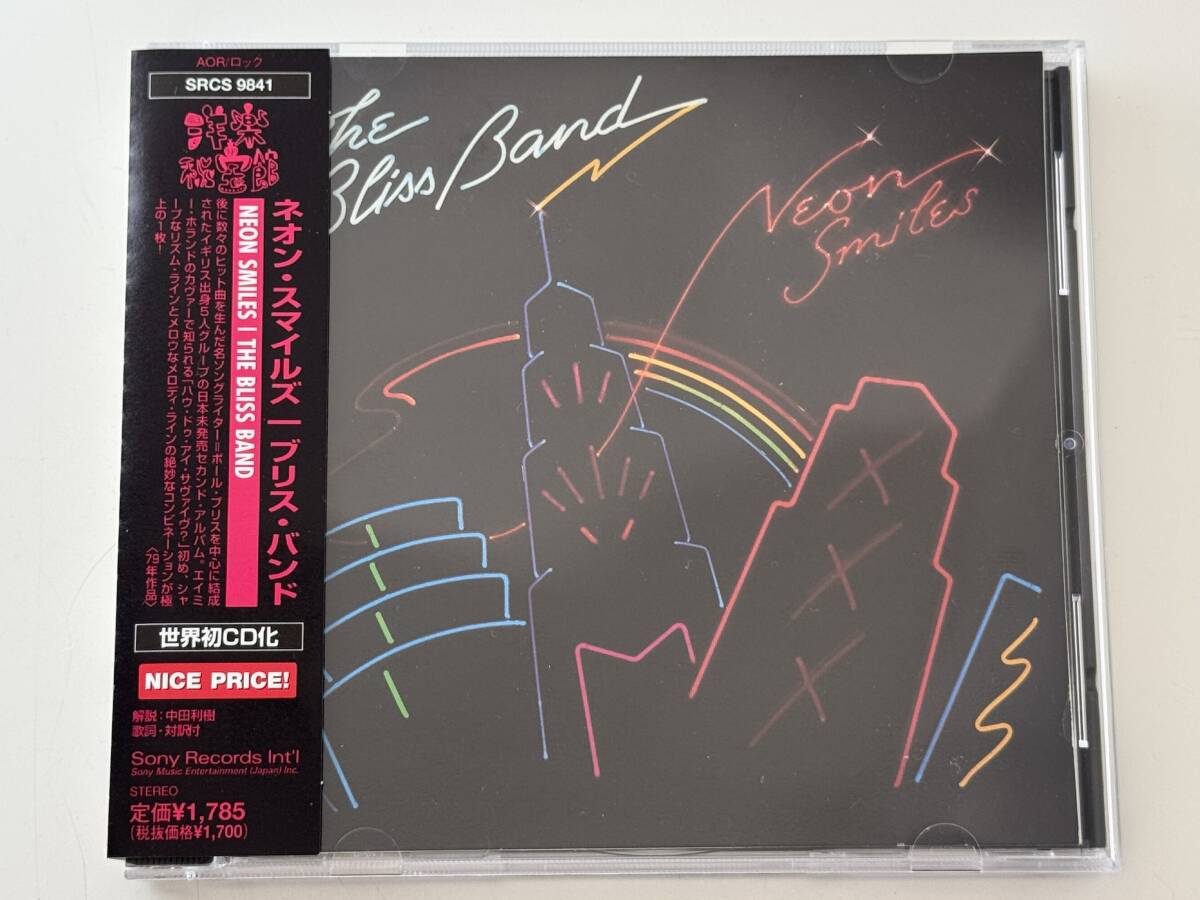 AOR/ロック
SRCS 9841
洋楽
秘宝館
ネオン・スマイルズ｜ブリス・バンド
NEON SMILES | THE BLISS BAND
後に数々のヒット曲を生んだ名ソングライター＝ポール・ブリスを中心に結成
されたイギリス出身5人グループの日本未発売セカンド・アルバム。エイミ
ー・ホランドのカヴァーで知られる「ハウ・ドゥ・アイ・サヴァイヴ？」初め、シャ
ープなリズム・ラインとメロウなメロディ・ラインの絶妙なコンビネーションが極
上の1枚！
〈79年作品〉
世界初CD化
NICE PRICE!
解説：中田利樹
歌詞・対訳付
Sony Records Int'l
Sony Music Entertainment (Japan) Inc.
STEREO
定価¥1,785
(税抜価格¥1,700)
The
Bliss Band
Neon
Smiles